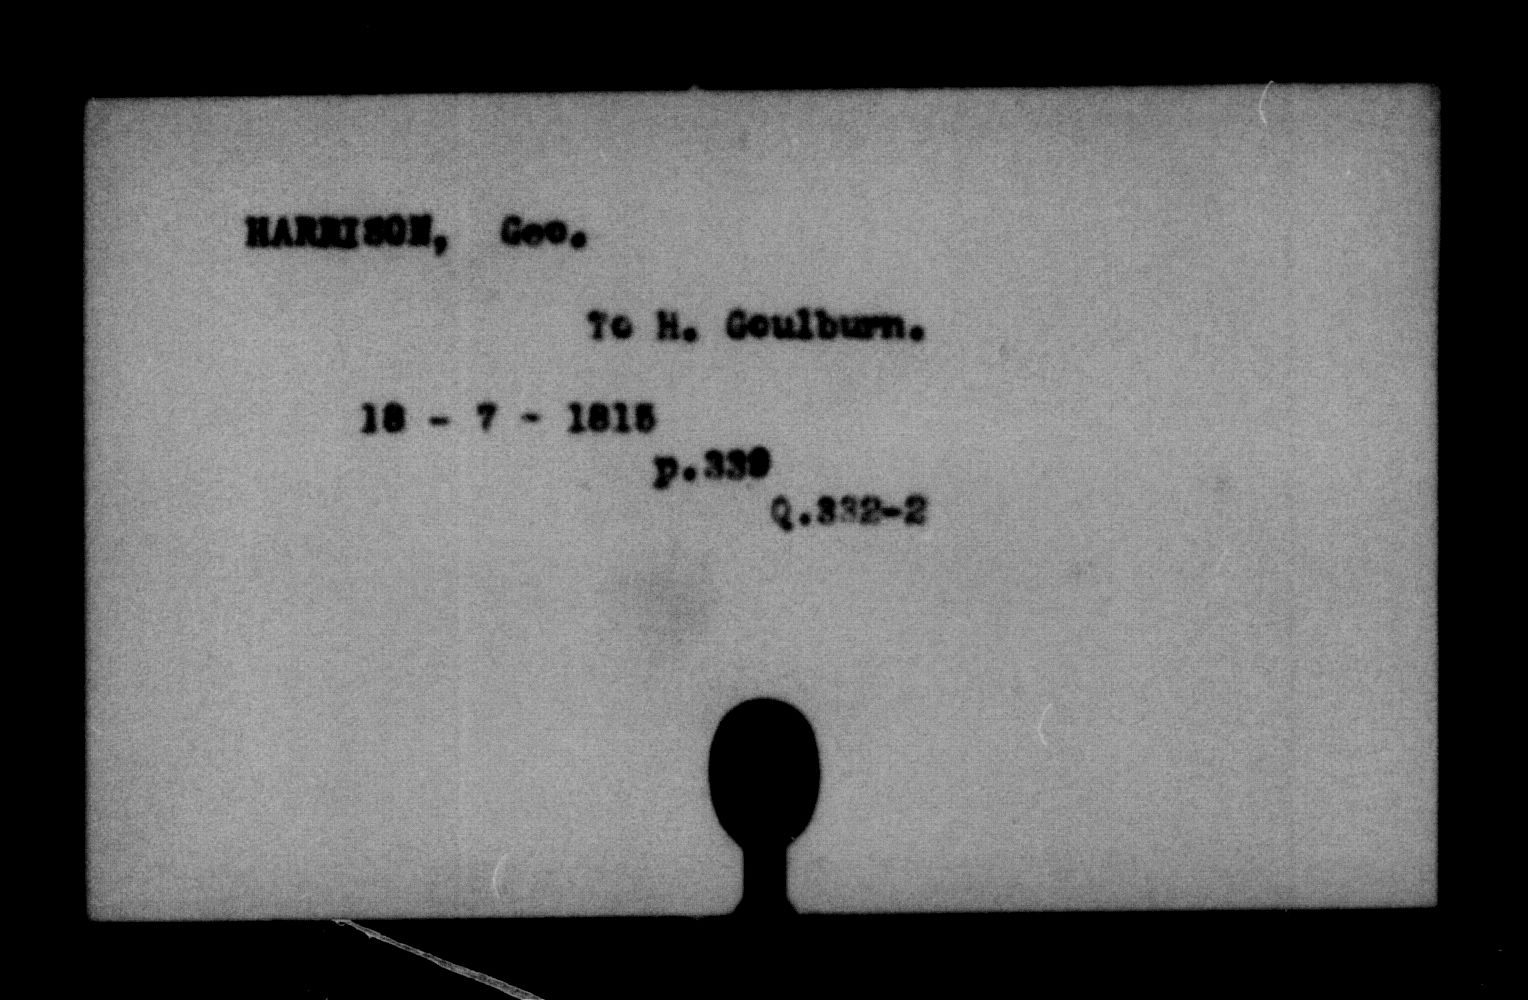 HARRISON, Geo.
To H. Goulburn.
18 - 7 - 1815
p.339
Q.332-2